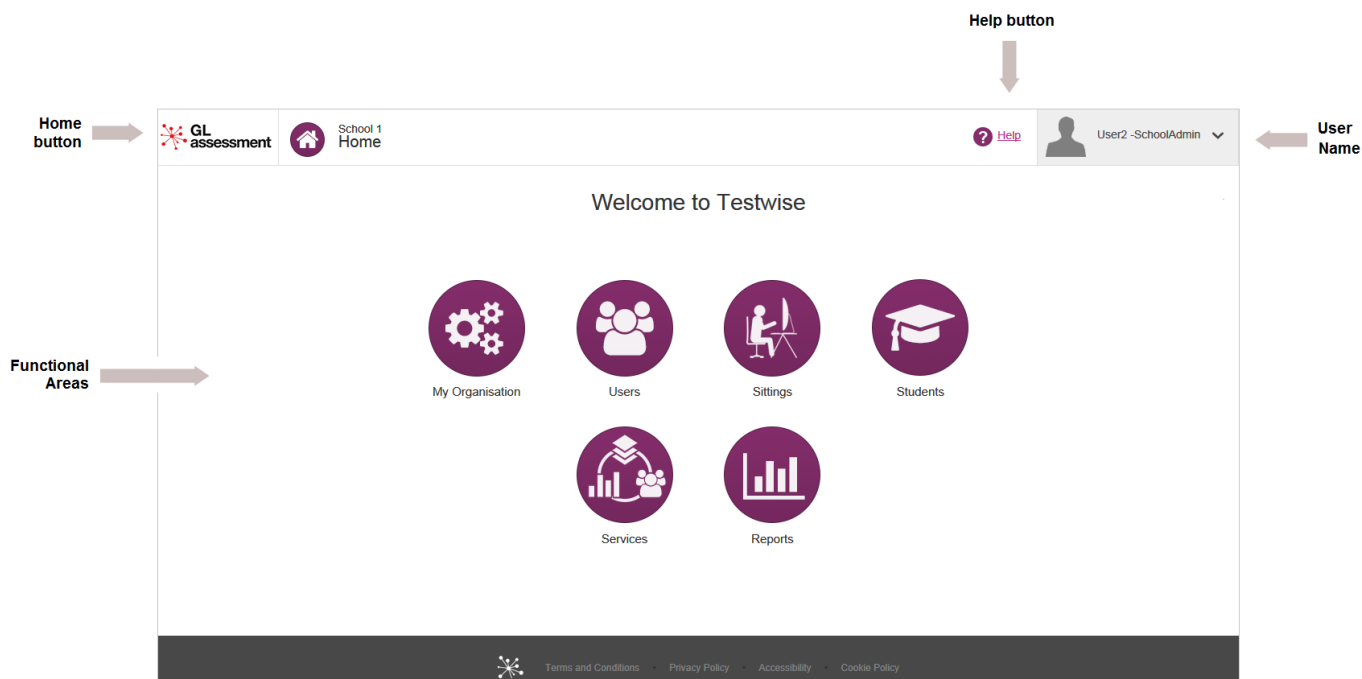 Help button
Home
button
GL
assessment
School 1
Home
? Help
User2 -SchoolAdmin
User
Name
Welcome to Testwise
Functional
Areas
My Organisation
Users
Sittings
Students
Services
Reports
Terms and Conditions • Privacy Policy • Accessibility • Cookie Policy